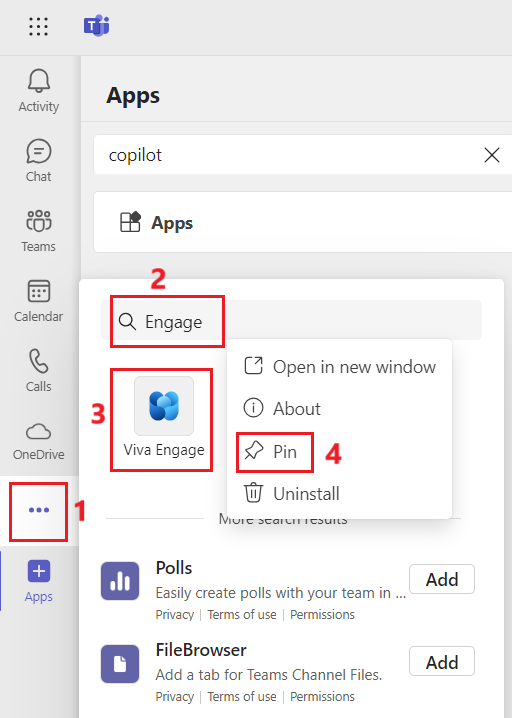 Activity
Chat
Teams
Calendar
Calls
OneDrive
1
Apps
Apps
copilot
Apps
2
Engage
3
Viva Engage
Open in new window
About
Pin
4
Uninstall
More search results
Polls
Easily create polls with your team in ...
Privacy | Terms of use | Permissions
Add
FileBrowser
Add a tab for Teams Channel Files.
Privacy | Terms of use | Permissions
Add